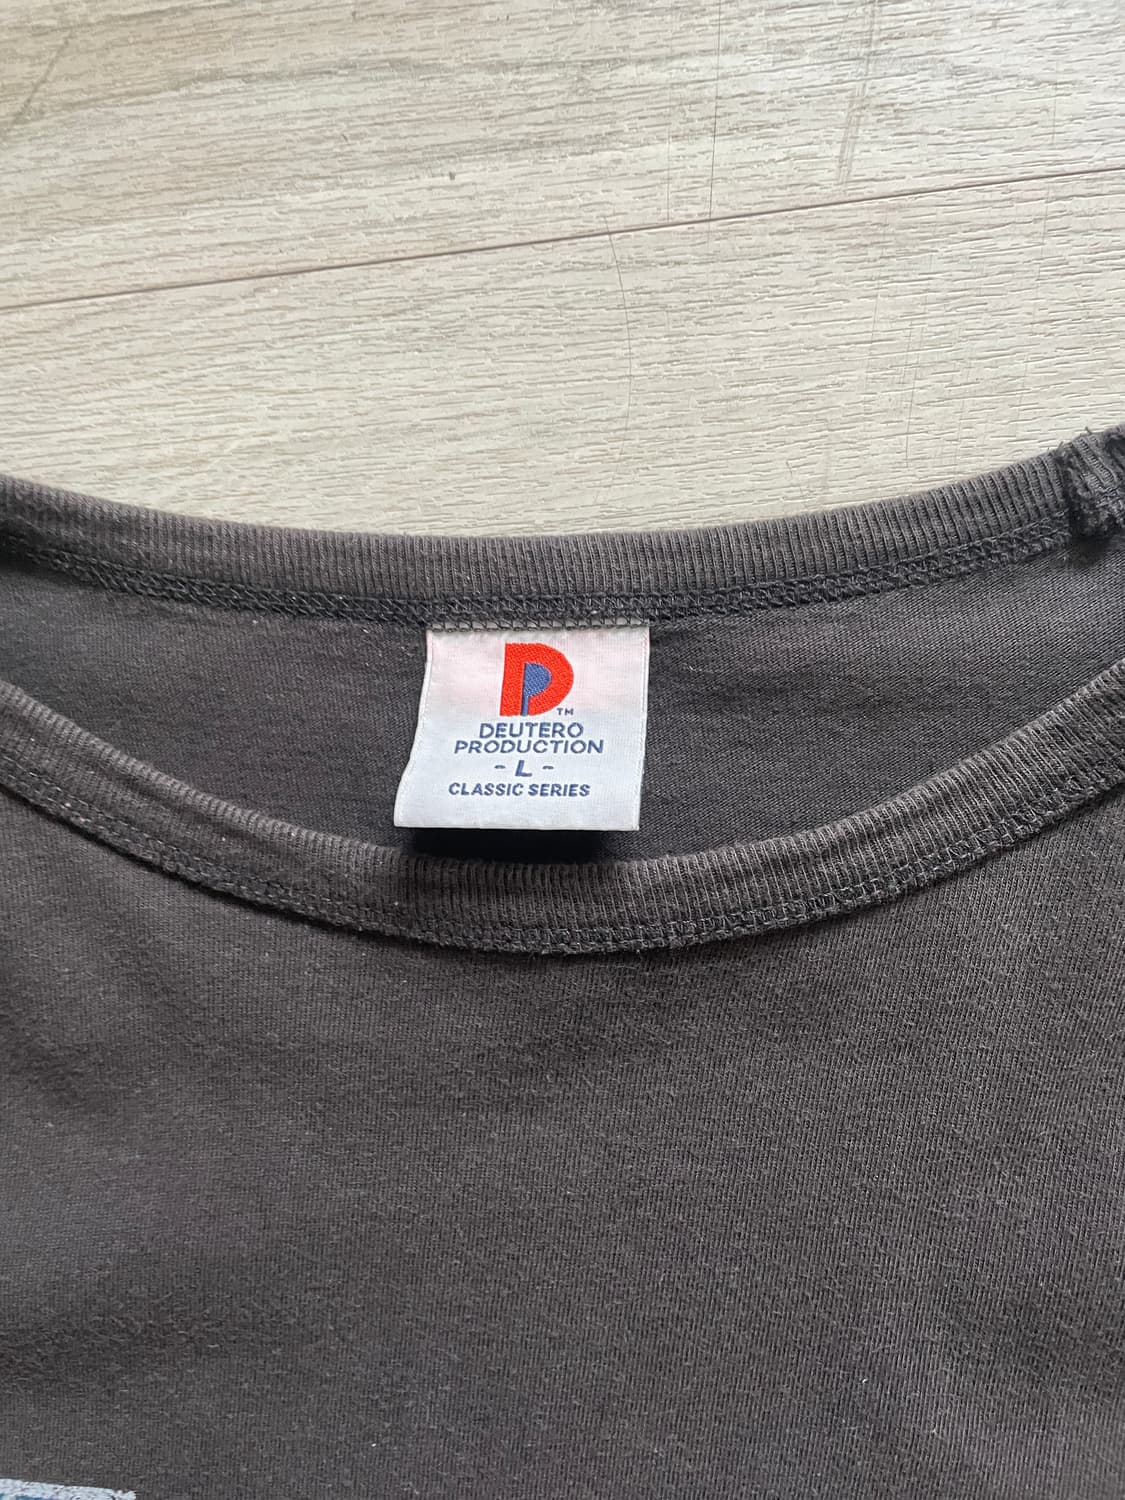 D
P
TM
DEUTERO
PRODUCTION
- L -
CLASSIC SERIES